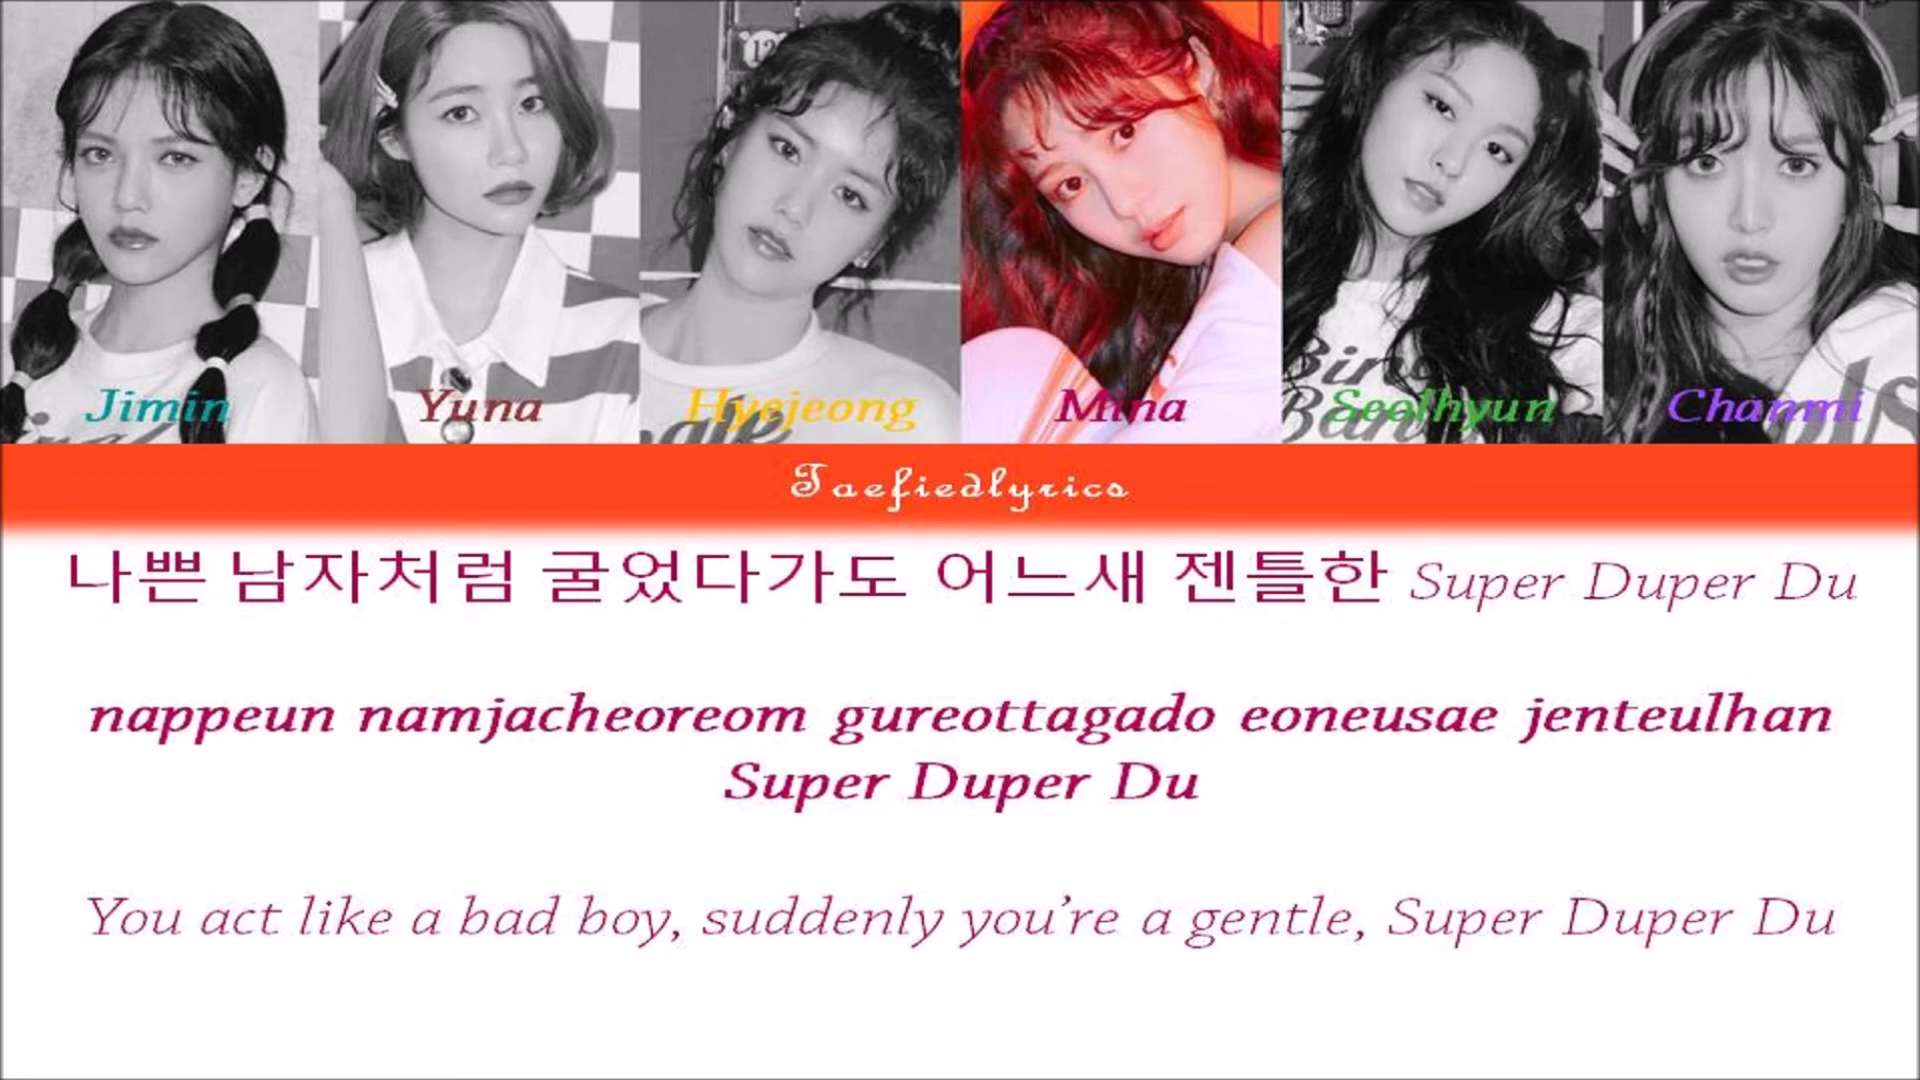 12
Jimin
Yuna
Hyejeong
Mina
Seolhyun
Chanmi
Taefiedlyrics
나쁜 남자처럼 굴었다가도 어느새 젠틀한 Super Duper Du
nappeun namjacheoreom gureottagado eoneusae jenteulhan
Super Duper Du
You act like a bad boy, suddenly you’re a gentle, Super Duper Du